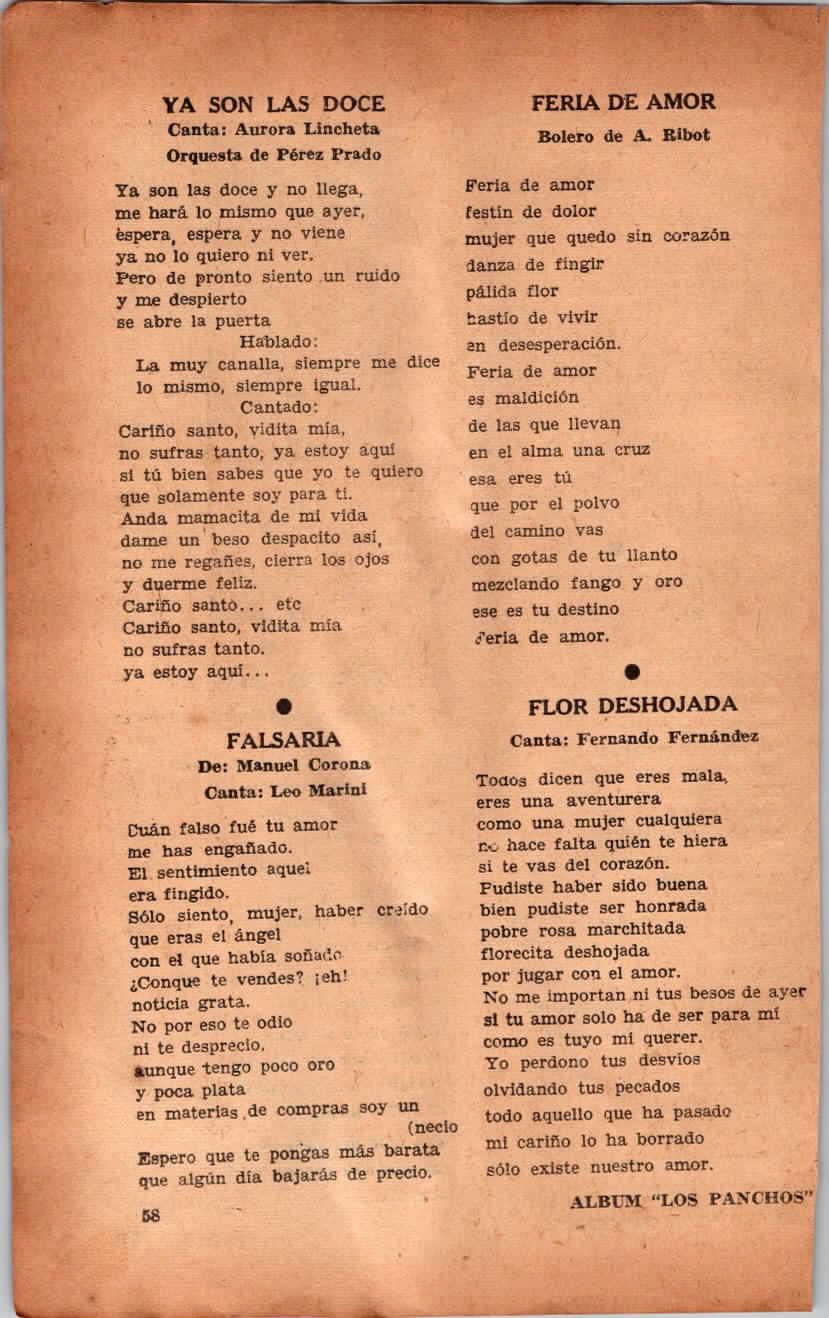 YA SON LAS DOCE
Canta: Aurora Lincheta
Orquesta de Pérez Prado
Ya son las doce y no llega,
me hará lo mismo que ayer,
espera, espera y no viene
ya no lo quiero ni ver.
Pero de pronto siento un ruido
y me despierto
se abre la puerta
Hablado:
La muy canalla, siempre me dice
lo mismo, siempre igual.
Cantado:
Cariño santo, vidita mía,
no sufras tanto, ya estoy aquí
si tú bien sabes que yo te quiero
que solamente soy para ti.
Anda mamacita de mi vida
dame un beso despacito así,
no me regañes, cierra los ojos
y duerme feliz.
Cariño santo... etc
Cariño santo, vidita mía
no sufras tanto.
ya estoy aquí...
FALSARIA
De: Manuel Corona
Canta: Leo Marini
Cuán falso fué tu amor
me has engañado.
El sentimiento aquel
era fingido.
Sólo siento, mujer, haber creído
que eras el ángel
con el que había soñado
¿Conque te vendes? ¡eh!
noticia grata.
No por eso te odio
ni te desprecio,
aunque tengo poco oro
y poca plata
en materias de compras soy un
(necio
Espero que te pongas más barata
que algún día bajarás de precio.
58
FERIA DE AMOR
Bolero de A. Ribot
Feria de amor
festín de dolor
mujer que quedo sin corazón
danza de fingir
pálida flor
hastío de vivir
en desesperación.
Feria de amor
es maldición
de las que llevan
en el alma una cruz
esa eres tú
que por el polvo
del camino vas
con gotas de tu llanto
mezclando fango y oro
ese es tu destino
feria de amor.
FLOR DESHOJADA
Canta: Fernando Fernández
Todos dicen que eres mala,
eres una aventurera
como una mujer cualquiera
no hace falta quién te hiera
si te vas del corazón.
Pudiste haber sido buena
bien pudiste ser honrada
pobre rosa marchitada
florecita deshojada
por jugar con el amor.
No me importan ni tus besos de ayer
si tu amor solo ha de ser para mí
como es tuyo mi querer.
Yo perdono tus desvíos
olvidando tus pecados
todo aquello que ha pasado
mi cariño lo ha borrado
sólo existe nuestro amor.
ALBUM "LOS PANCHOS"